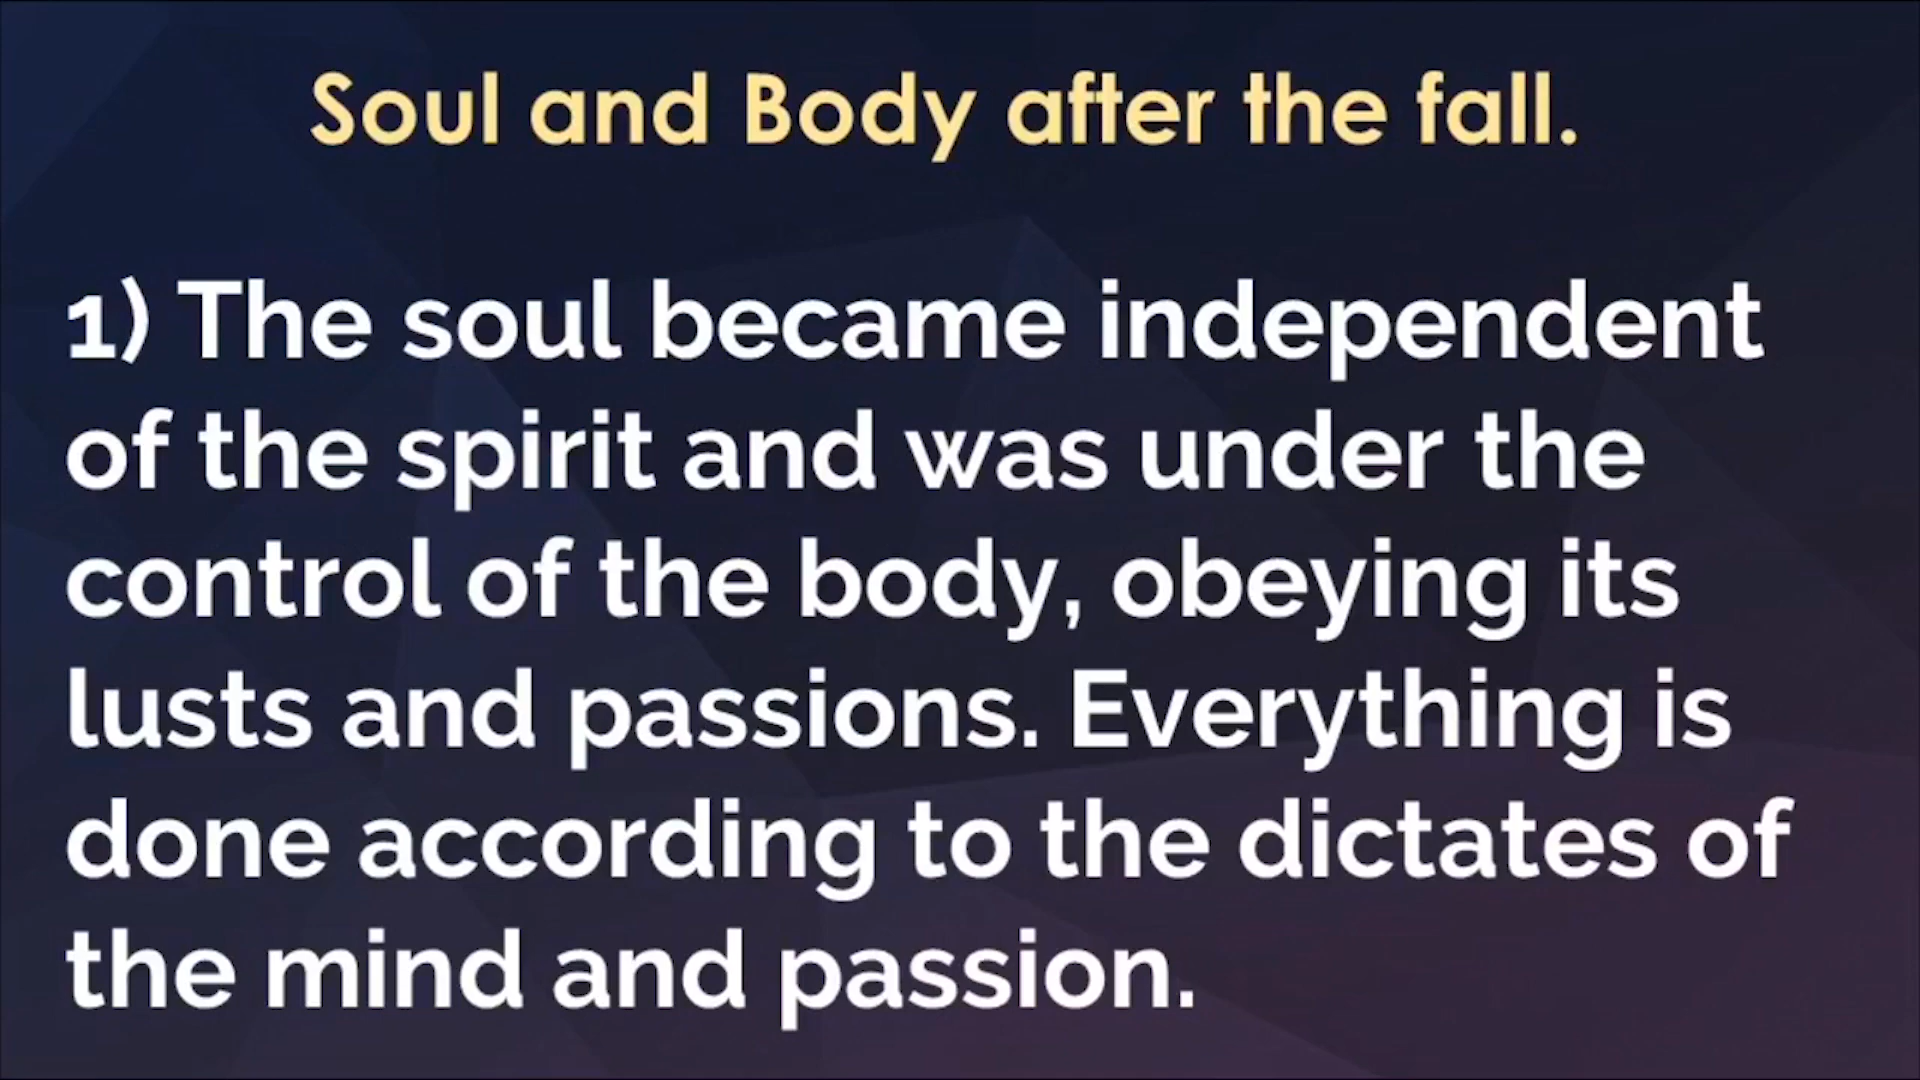 Soul and Body after the fall.
1) The soul became independent
of the spirit and was under the
control of the body, obeying its
lusts and passions. Everything is
done according to the dictates of
the mind and passion.